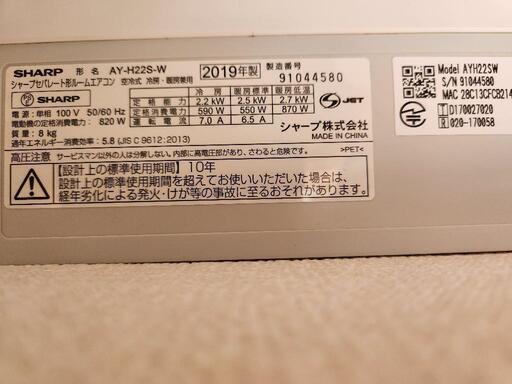 SHARP 形名 AY-H22S-W 2019年製 製造番号
シャープセパレート形ルームエアコン 空冷式 冷房・暖房兼用 91044580
SHARP
冷房 暖房標準 暖房低温
定格能力 2.2 kW 2.5 kW 2.7 kW
電源:単相 100 V 50/60 Hz 定格消費電力 590 W 550 W 870 W
電動機の定格消費電力: 820 W 運転電流 7.0 A 6.5 A
質量:8 kg
通年エネルギー消費効率:5.8 (JIS C 9612:2013)
S JET
シャープ株式会社
MADE IN CHINA
高圧注意 サービスマン以外の人は分解しないで。内部に高電圧部があり、さわると危険です。
>PET<
【設計上の標準使用期間】10年
設計上の標準使用期間を超えてお使いいただいた場合は、
経年劣化による発火・けが等の事故に至るおそれがあります。
Model AYH22SW
S/N 91044580
MAC 28C13CFCB214
R 020-170058